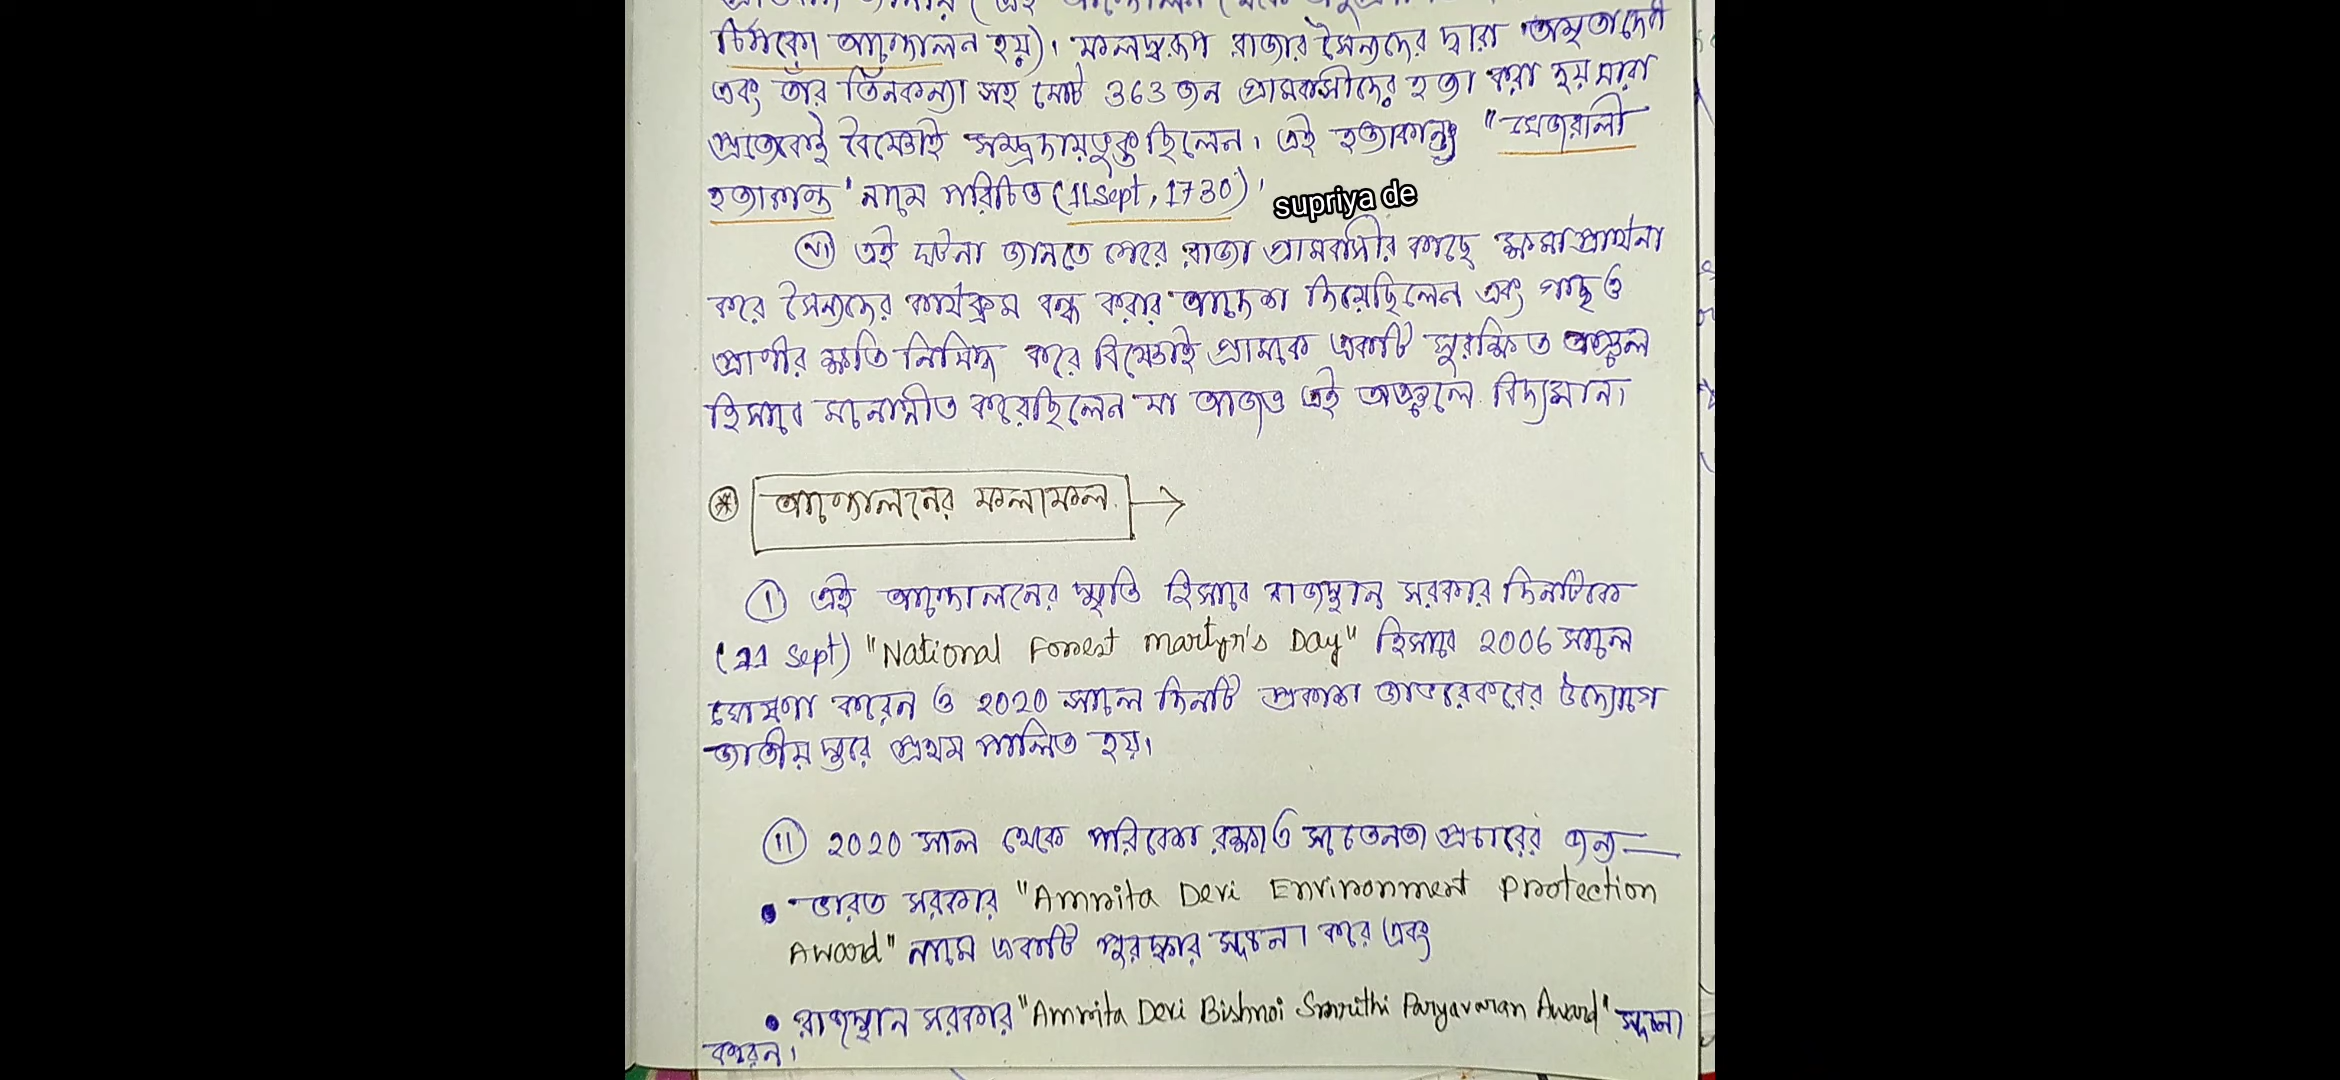 চিপকো আন্দোলন হয়)। ফলস্বরূপ রাজার সৈন্যদের দ্বারা অমৃতাদেবী
এবং তাঁর তিনকন্যা সহ মোট 363 জন গ্রামবাসীদের হত্যা করা হয় যারা
প্রত্যেকেই বিষ্ণোই সম্প্রদায়ভুক্ত ছিলেন। এই হত্যাকান্ড "খেজরালী
হত্যাকান্ড" নামে পরিচিত (11 Sept, 1730)।
supriya de
(vi) এই ঘটনা জানতে পেরে রাজা গ্রামবাসীর কাছে ক্ষমাপ্রার্থনা
করে সৈন্যদের কার্যক্রম বন্ধ করার আদেশ দিয়েছিলেন এবং গাছ ও
প্রাণীর ক্ষতি নিষিদ্ধ করে বিষ্ণোই গ্রামকে একটি সুরক্ষিত অঞ্চল
হিসাবে মনোনীত করেছিলেন যা আজও এই অঞ্চলে বিদ্যমান।
* আন্দোলনের ফলাফল →
(i) এই আন্দোলনের স্মৃতি হিসাবে রাজস্থান সরকার দিনটিকে
(11 Sept) "National Forest Martyr's Day" হিসাবে 2006 সালে
ঘোষণা করেন ও 2020 সালে দিনটি প্রকাশ জাভরেকরের উদ্যোগে
জাতীয় স্তরে প্রথম পালিত হয়।
(ii) 2020 সাল থেকে পরিবেশ রক্ষা ও সচেতনতা প্রচারের জন্য —
• ভারত সরকার "Amrita Devi Environment Protection
Award" নামে একটি পুরস্কার সূচনা করে এবং
• রাজস্থান সরকার "Amrita Devi Bishnoi Smrithi Paryavaran Award" সূচনা
করেন।